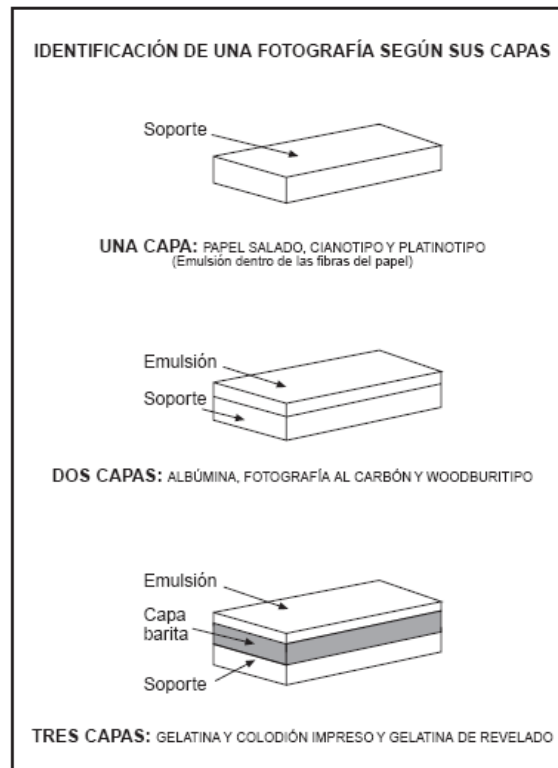 IDENTIFICACIÓN DE UNA FOTOGRAFÍA SEGÚN SUS CAPAS
Soporte
UNA CAPA: PAPEL SALADO, CIANOTIPO Y PLATINOTIPO
(Emulsión dentro de las fibras del papel)
Emulsión
Soporte
DOS CAPAS: ALBÚMINA, FOTOGRAFÍA AL CARBÓN Y WOODBURITIPO
Emulsión
Capa
barita
Soporte
TRES CAPAS: GELATINA Y COLODIÓN IMPRESO Y GELATINA DE REVELADO